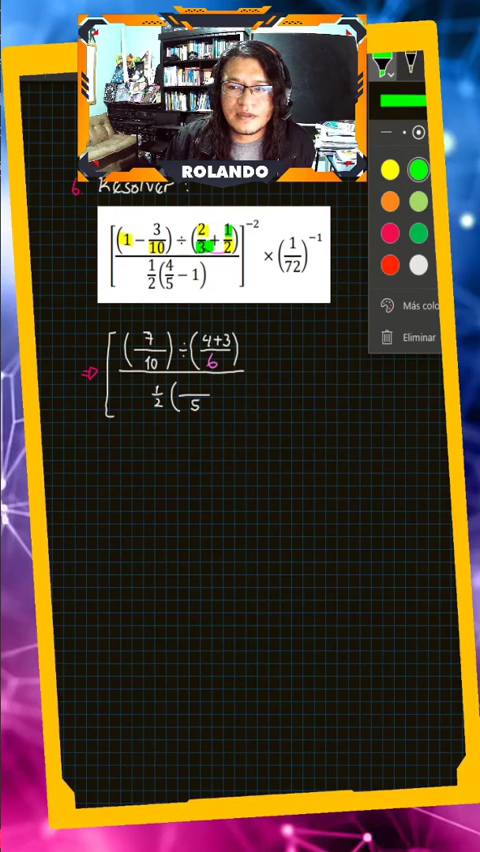 ROLANDO
6. Resolver:
[(1 − 3/10) ÷ (2/3 + 1/2) / 1/2(4/5 − 1)]^−2 × (1/72)^−1
Más colo
Eliminar
⇒ [(7/10) ÷ (4+3/6) / 1/2 ( /5